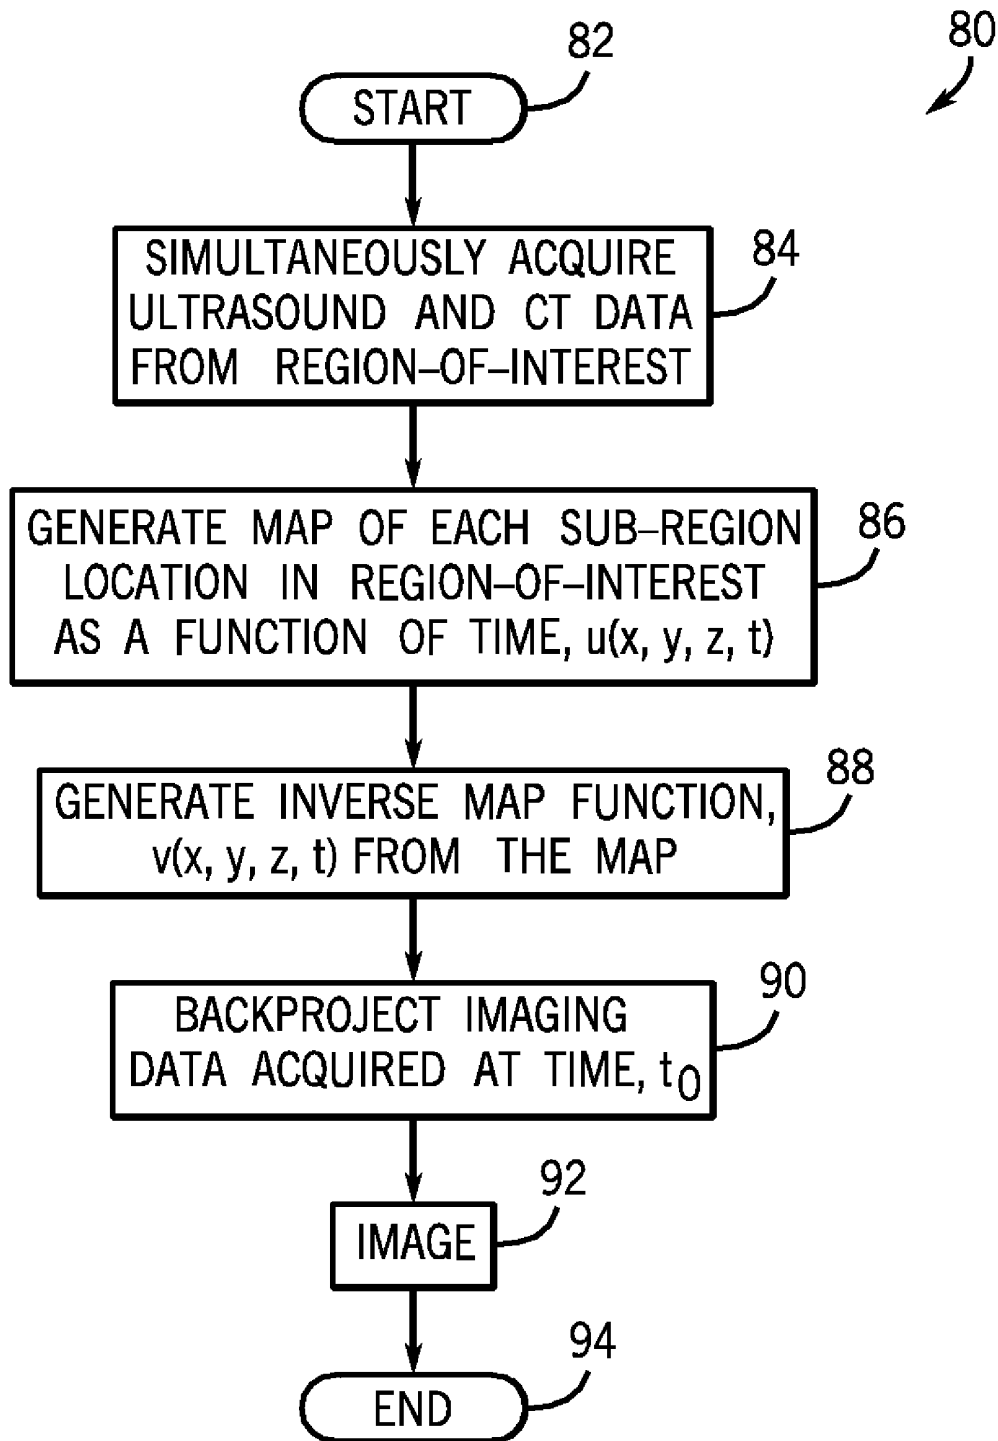 80
82
START
84
SIMULTANEOUSLY ACQUIRE
ULTRASOUND AND CT DATA
FROM REGION–OF–INTEREST
86
GENERATE MAP OF EACH SUB–REGION
LOCATION IN REGION–OF–INTEREST
AS A FUNCTION OF TIME, u(x, y, z, t)
88
GENERATE INVERSE MAP FUNCTION,
v(x, y, z, t) FROM THE MAP
90
BACKPROJECT IMAGING
DATA ACQUIRED AT TIME, t0
92
IMAGE
94
END